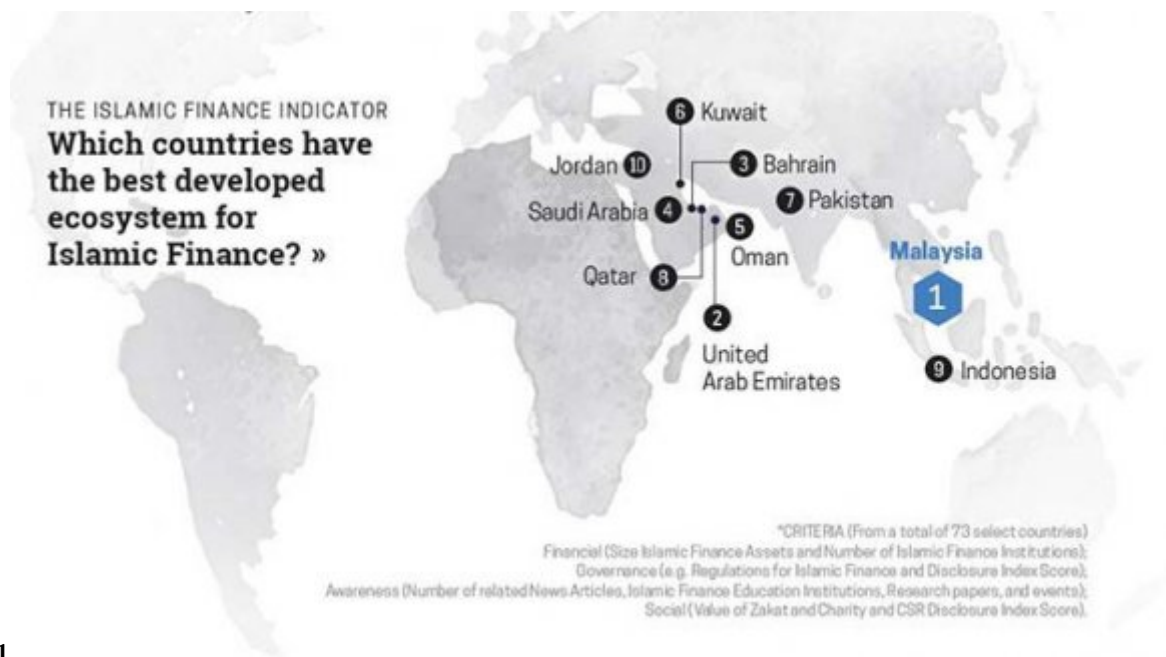 THE ISLAMIC FINANCE INDICATOR
Which countries have
the best developed
ecosystem for
Islamic Finance? »
6 Kuwait
Jordan 10
3 Bahrain
Saudi Arabia 4
7 Pakistan
5
Oman
Malaysia
1
Qatar 8
2
United
Arab Emirates
9 Indonesia
*CRITERIA (From a total of 73 select countries)
Financial (Size Islamic Finance Assets and Number of Islamic Finance Institutions);
Governance (e.g. Regulations for Islamic Finance and Disclosure Index Score);
Awareness (Number of related News Articles, Islamic Finance Education Institutions, Research papers, and events);
Social (Value of Zakat and Charity and CSR Disclosure Index Score).
1